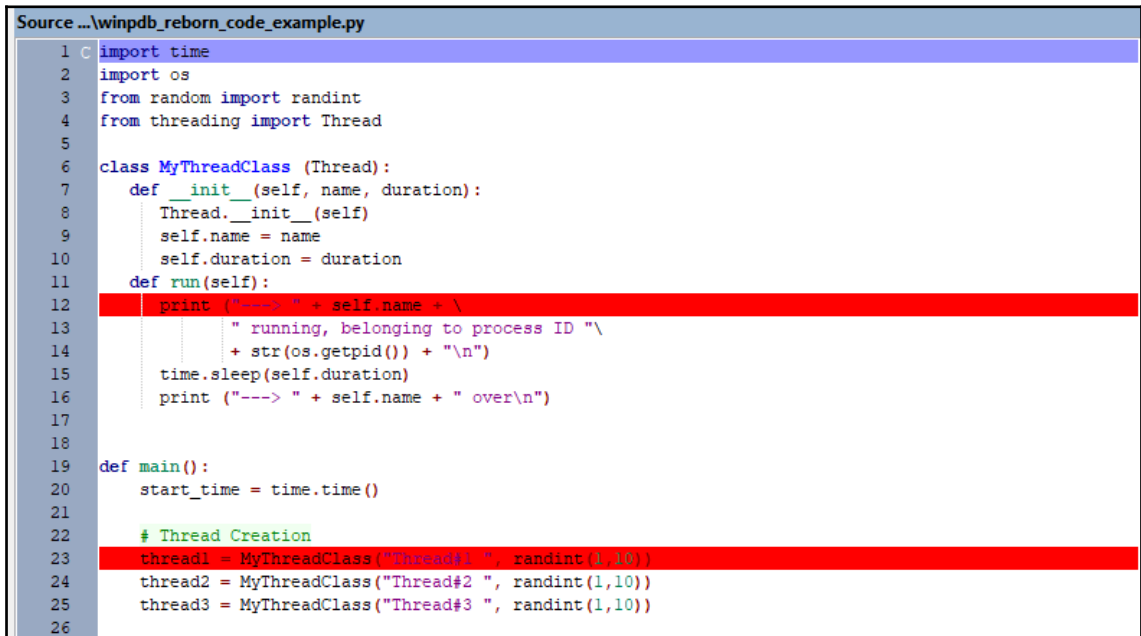 Source ...\winpdb_reborn_code_example.py
1 C import time
2 import os
3 from random import randint
4 from threading import Thread
5
6 class MyThreadClass (Thread):
7 def __init__(self, name, duration):
8 Thread.__init__(self)
9 self.name = name
10 self.duration = duration
11 def run(self):
12 print ("---> " + self.name + \
13 " running, belonging to process ID "\
14 + str(os.getpid()) + "\n")
15 time.sleep(self.duration)
16 print ("---> " + self.name + " over\n")
17
18
19 def main():
20 start_time = time.time()
21
22 # Thread Creation
23 thread1 = MyThreadClass("Thread#1 ", randint(1,10))
24 thread2 = MyThreadClass("Thread#2 ", randint(1,10))
25 thread3 = MyThreadClass("Thread#3 ", randint(1,10))
26